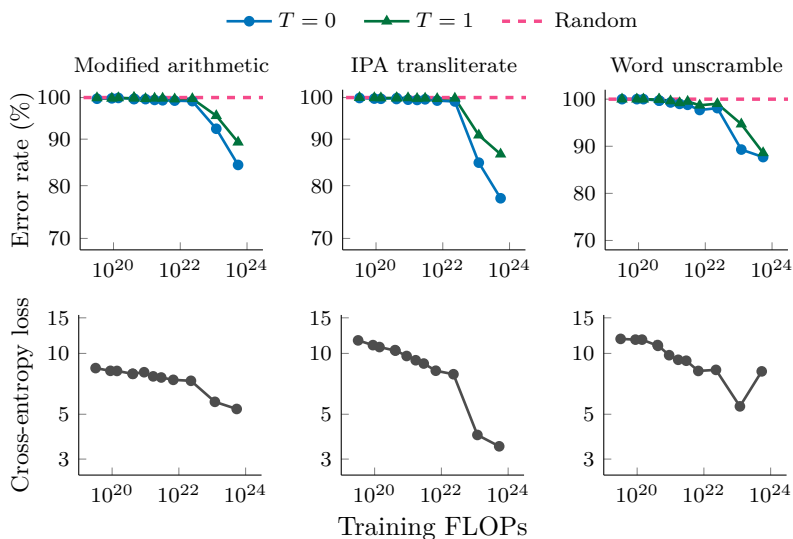 T = 0 T = 1 Random
Modified arithmetic IPA transliterate Word unscramble
Error rate (%)
100 100 100
90 90 90
80 80 80
70 70 70
10^20 10^22 10^24 10^20 10^22 10^24 10^20 10^22 10^24
Cross-entropy loss
15 15 15
10 10 10
5 5 5
3 3 3
10^20 10^22 10^24 10^20 10^22 10^24 10^20 10^22 10^24
Training FLOPs